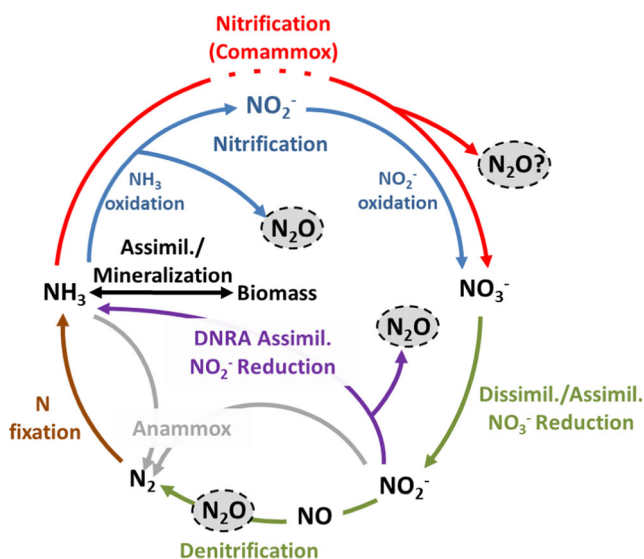 Nitrification
(Comammox)
NO₂⁻
Nitrification
N₂O?
NH₃
oxidation
NO₂⁻
oxidation
N₂O
Assimil./
Mineralization
NH₃
Biomass
NO₃⁻
N₂O
DNRA Assimil.
NO₂⁻ Reduction
Dissimil./Assimil.
NO₃⁻ Reduction
N
fixation
Anammox
N₂
NO₂⁻
N₂O
NO
Denitrification